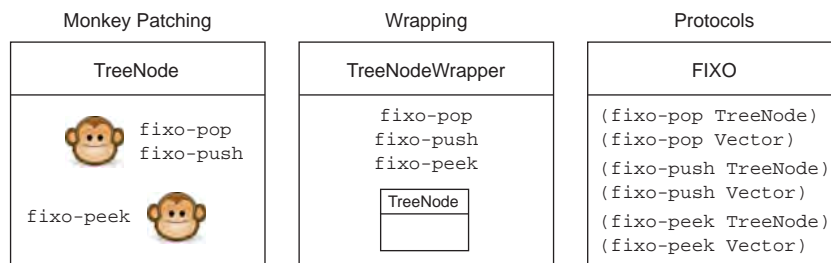 Monkey Patching
TreeNode
fixo-pop
fixo-push
fixo-peek
Wrapping
TreeNodeWrapper
fixo-pop
fixo-push
fixo-peek
TreeNode
Protocols
FIXO
(fixo-pop TreeNode)
(fixo-pop Vector)
(fixo-push TreeNode)
(fixo-push Vector)
(fixo-peek TreeNode)
(fixo-peek Vector)